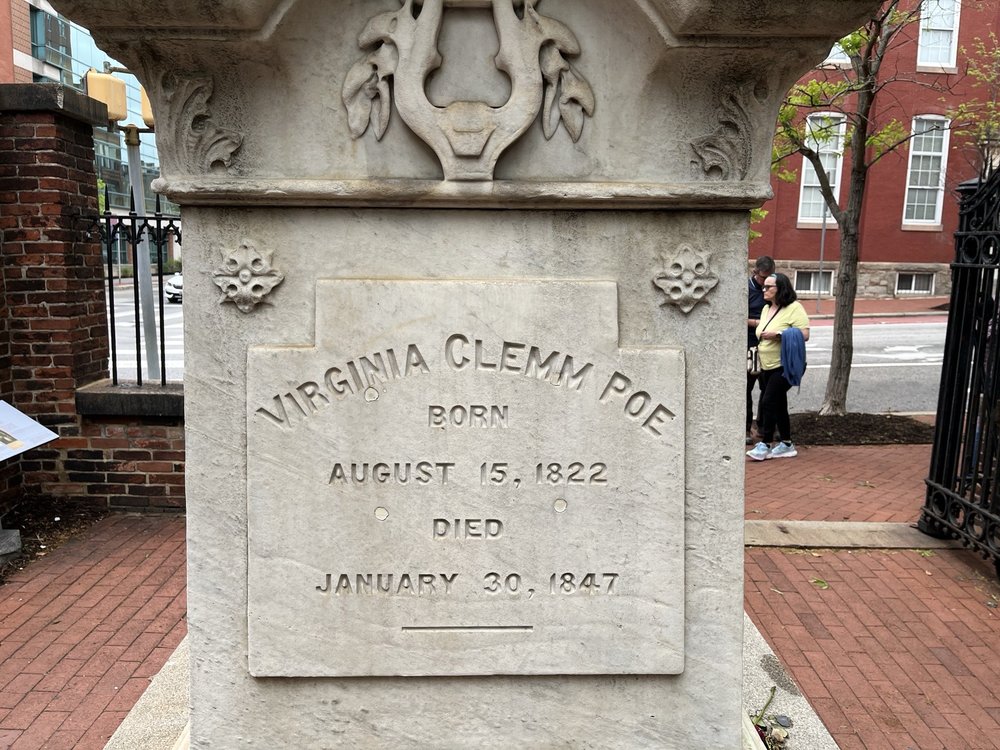 VIRGINIA CLEMM POE
BORN
AUGUST 15, 1822
DIED
JANUARY 30, 1847